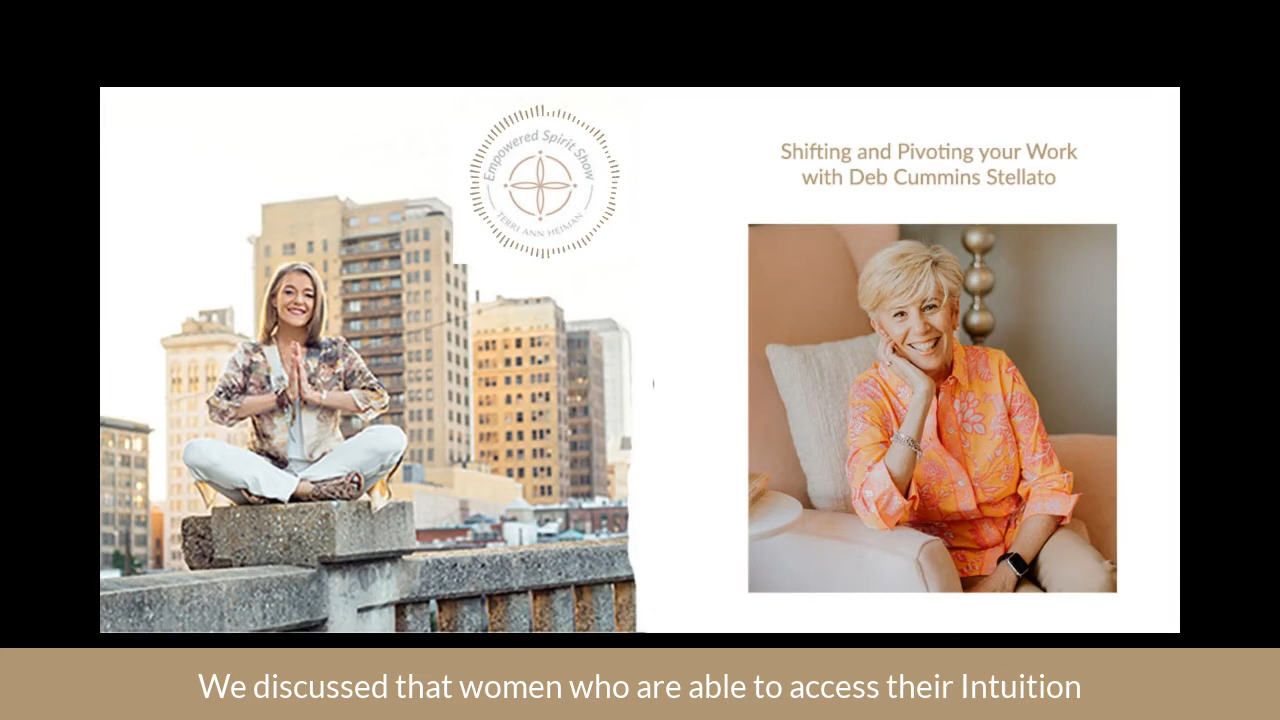 Empowered Spirit Show
TERRI ANN HEIMAN
Shifting and Pivoting your Work
with Deb Cummins Stellato
We discussed that women who are able to access their Intuition